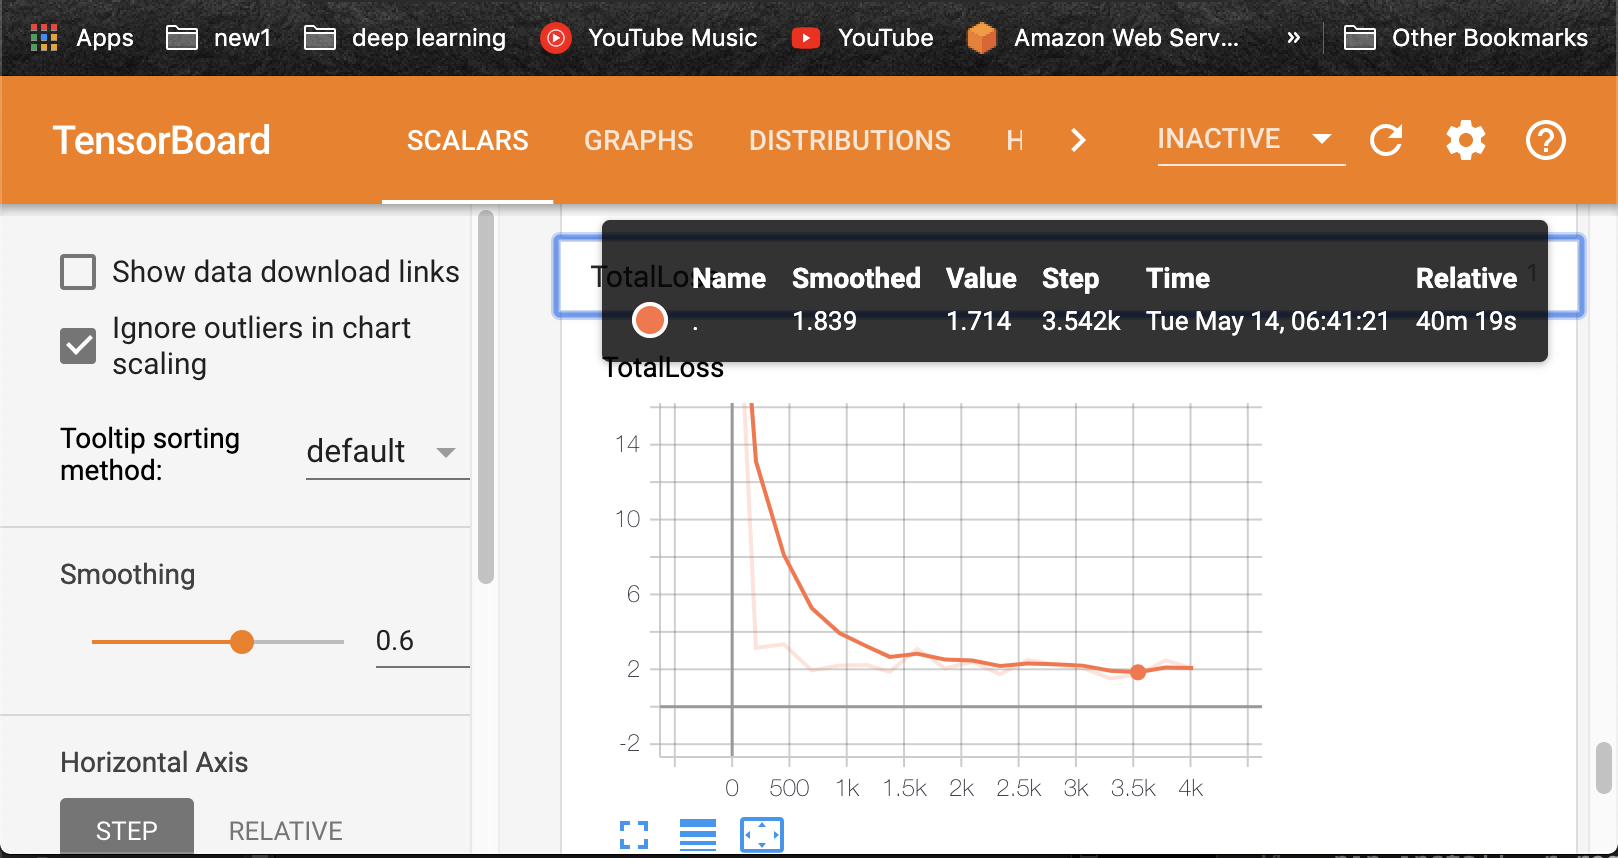 Apps new1 deep learning YouTube Music YouTube Amazon Web Serv... » Other Bookmarks
TensorBoard SCALARS GRAPHS DISTRIBUTIONS H INACTIVE
Show data download links
Ignore outliers in chart
scaling
Tooltip sorting
method:
default
Smoothing
0.6
Horizontal Axis
STEP RELATIVE
TotalLoss 1
Name Smoothed Value Step Time Relative
. 1.839 1.714 3.542k Tue May 14, 06:41:21 40m 19s
TotalLoss
14
10
6
2
-2
0 500 1k 1.5k 2k 2.5k 3k 3.5k 4k